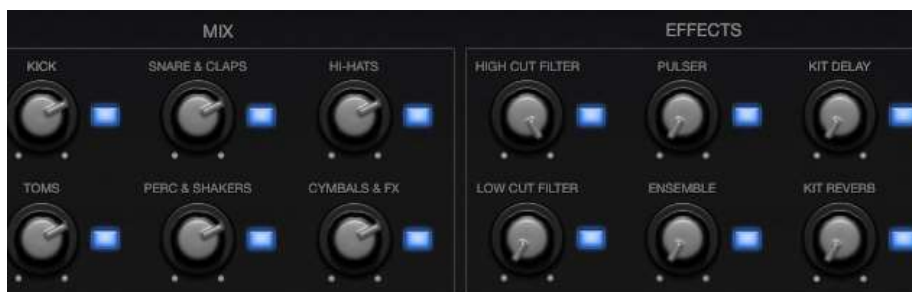 MIX
EFFECTS
KICK SNARE & CLAPS HI-HATS HIGH CUT FILTER PULSER KIT DELAY
TOMS PERC & SHAKERS CYMBALS & FX LOW CUT FILTER ENSEMBLE KIT REVERB